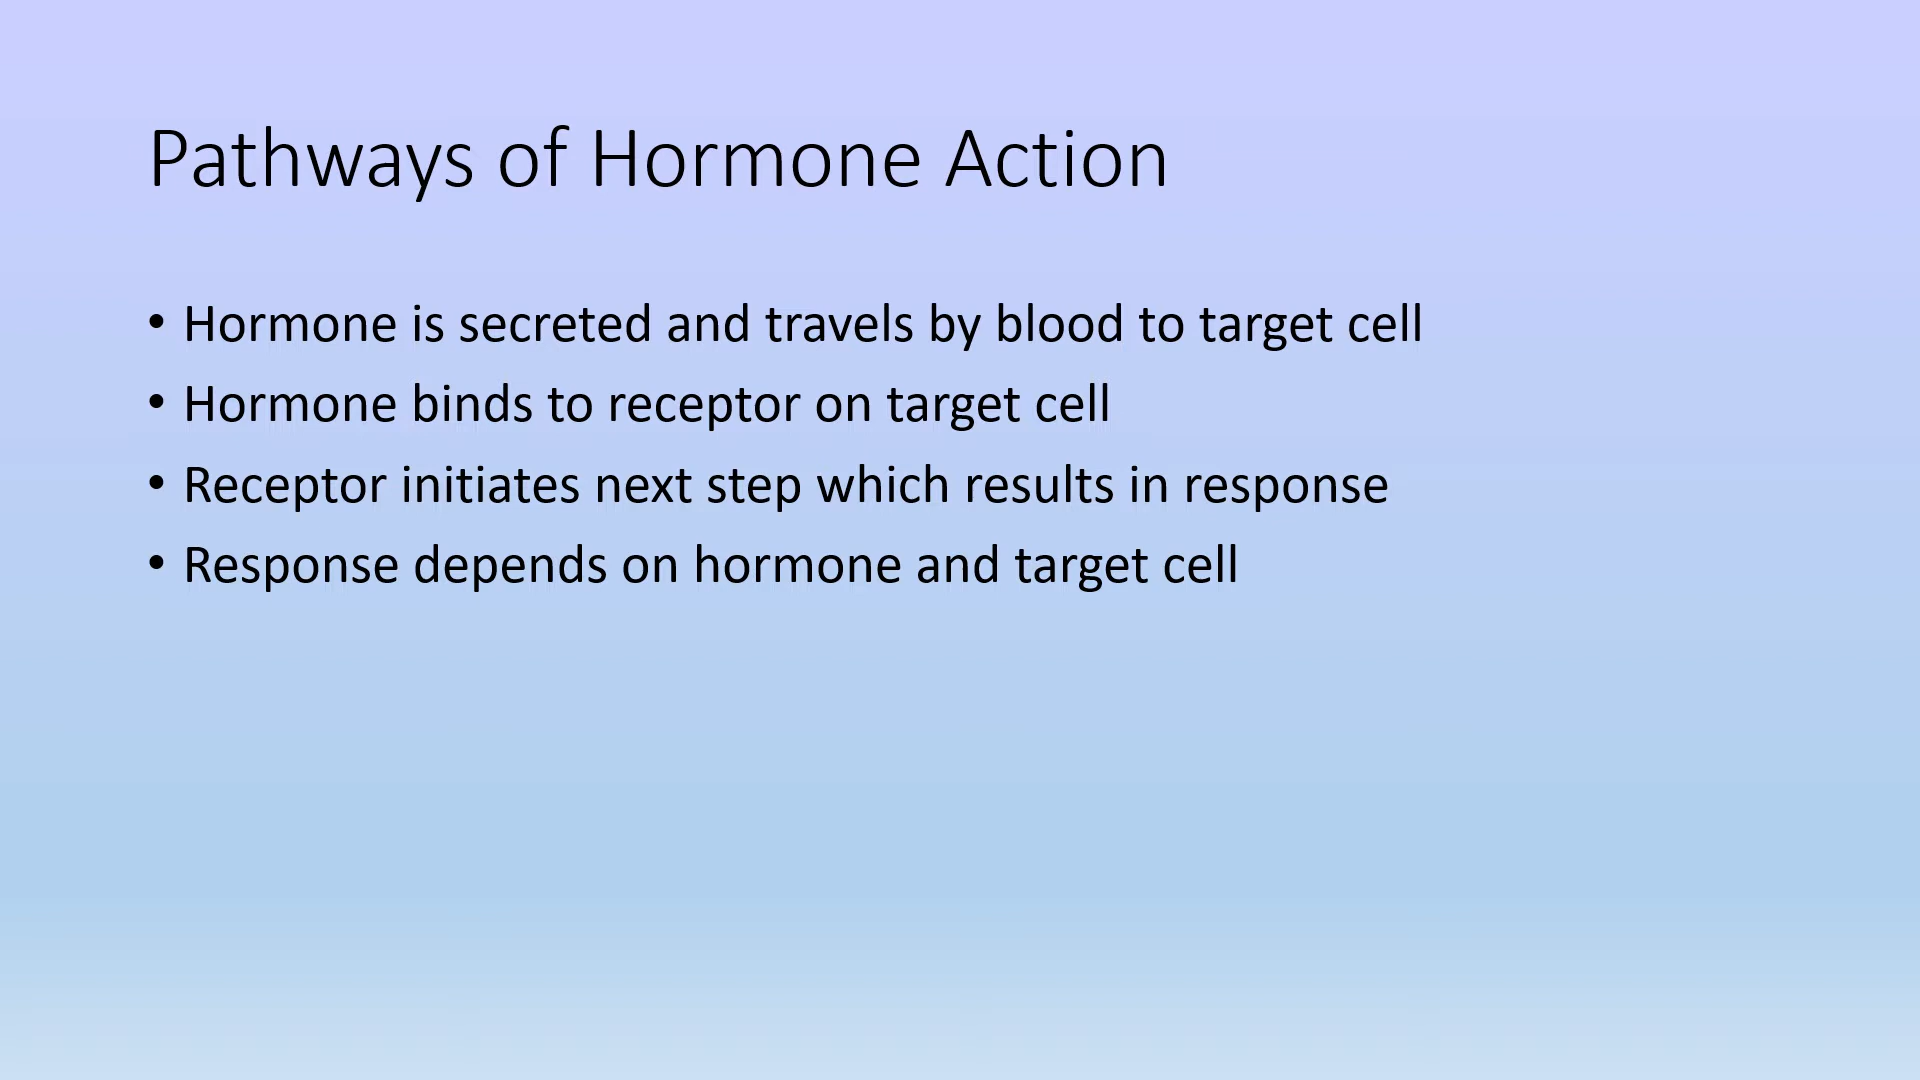 Pathways of Hormone Action
• Hormone is secreted and travels by blood to target cell
• Hormone binds to receptor on target cell
• Receptor initiates next step which results in response
• Response depends on hormone and target cell